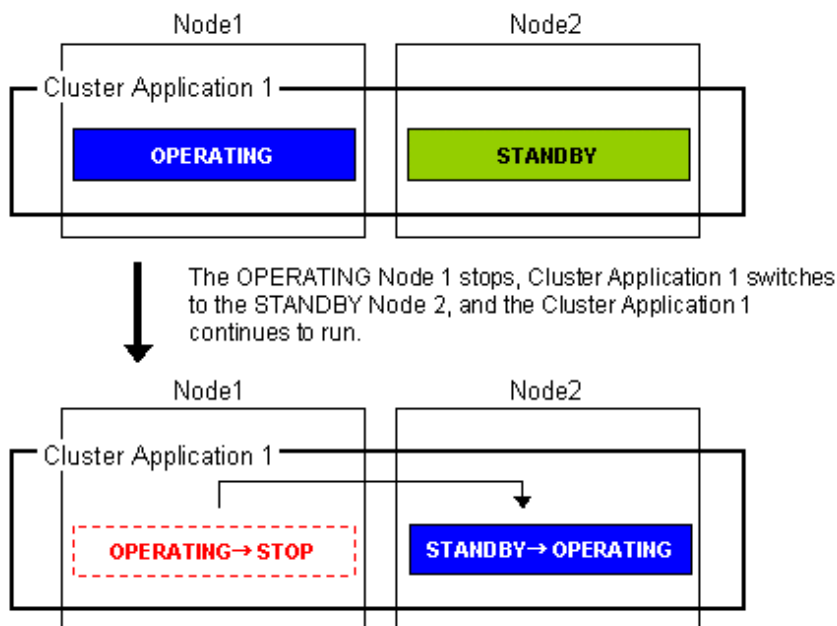 Node1
Node2
Cluster Application 1
OPERATING
STANDBY
The OPERATING Node 1 stops, Cluster Application 1 switches
to the STANDBY Node 2, and the Cluster Application 1
continues to run.
Node1
Node2
Cluster Application 1
OPERATING→STOP
STANDBY→OPERATING